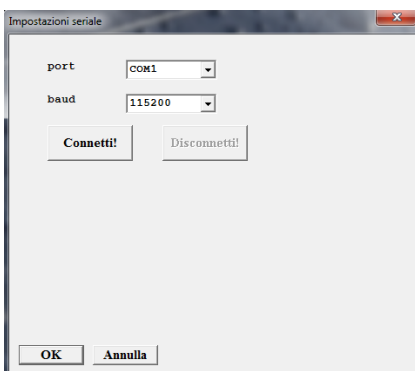 Impostazioni seriale
x
port COM1
baud 115200
Connetti! Disconnetti!
OK Annulla